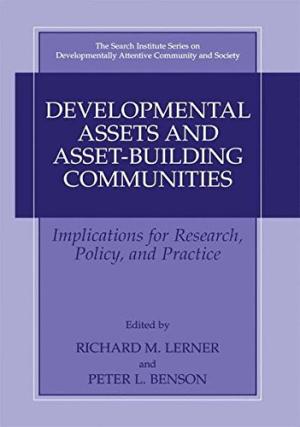 The Search Institute Series on
Developmentally Attentive Community and Society
DEVELOPMENTAL
ASSETS AND
ASSET-BUILDING
COMMUNITIES
Implications for Research,
Policy, and Practice
Edited by
RICHARD M. LERNER
and
PETER L. BENSON